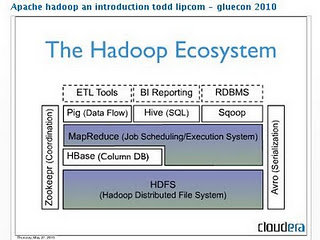 Apache hadoop an introduction todd lipcom - gluecon 2010
The Hadoop Ecosystem
ETL Tools BI Reporting RDBMS
Pig (Data Flow) Hive (SQL) Sqoop
MapReduce (Job Scheduling/Execution System)
HBase (Column DB)
HDFS
(Hadoop Distributed File System)
Zookeepr (Coordination)
Avro (Serialization)
cloudera